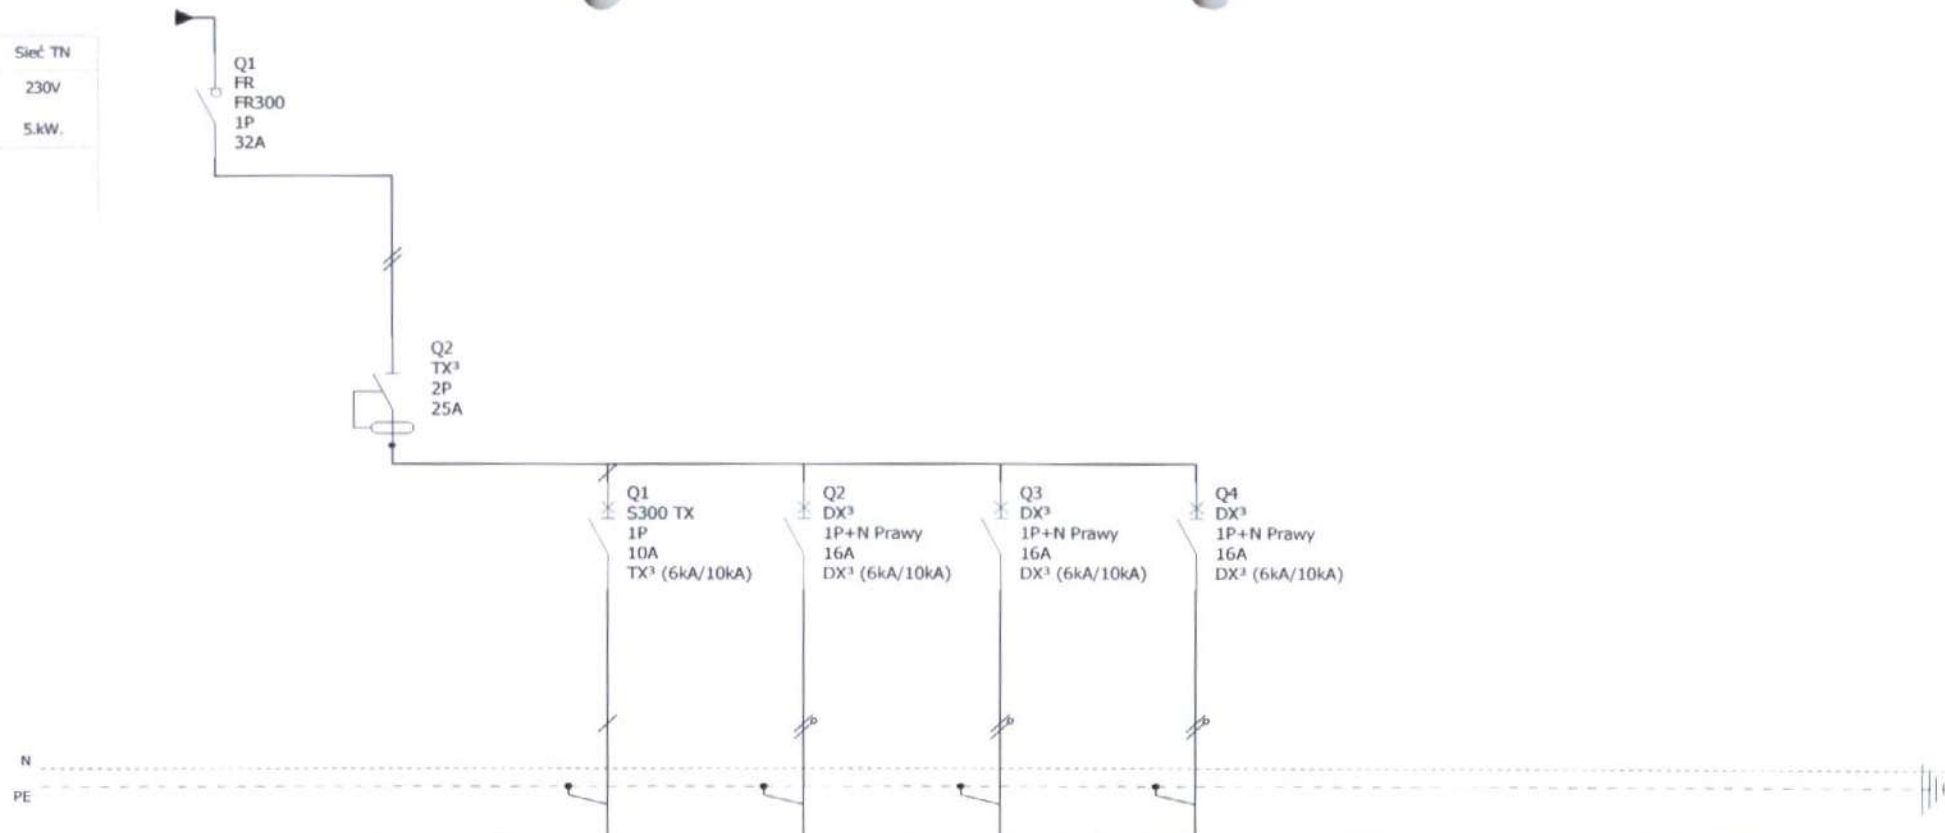 Sieć TN
230V
5.kW.
Q1
FR
FR300
1P
32A
Q2
TX³
2P
25A
Q1
S300 TX
1P
10A
TX³ (6kA/10kA)
Q2
DX³
1P+N Prawy
16A
DX³ (6kA/10kA)
Q3
DX³
1P+N Prawy
16A
DX³ (6kA/10kA)
Q4
DX³
1P+N Prawy
16A
DX³ (6kA/10kA)
N
PE